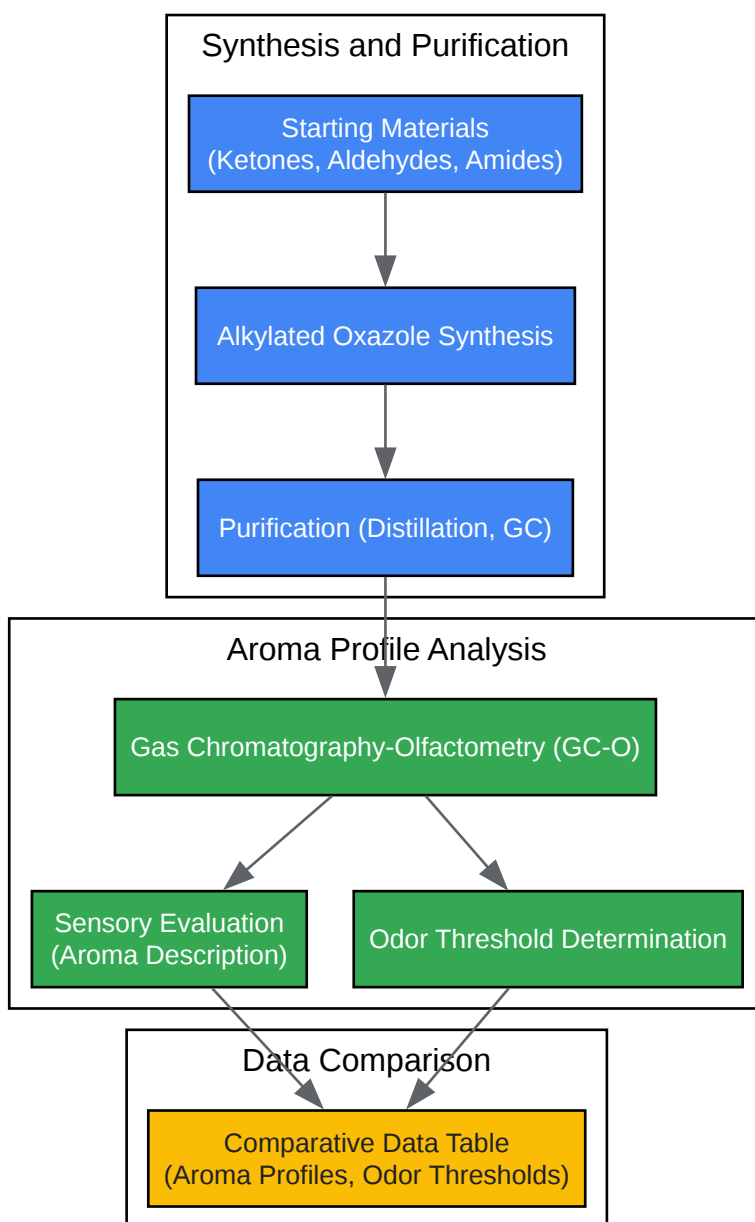 Synthesis and Purification
Starting Materials
(Ketones, Aldehydes, Amides)
Alkylated Oxazole Synthesis
Purification (Distillation, GC)
Aroma Profile Analysis
Gas Chromatography-Olfactometry (GC-O)
Sensory Evaluation
(Aroma Description)
Odor Threshold Determination
Data Comparison
Comparative Data Table
(Aroma Profiles, Odor Thresholds)